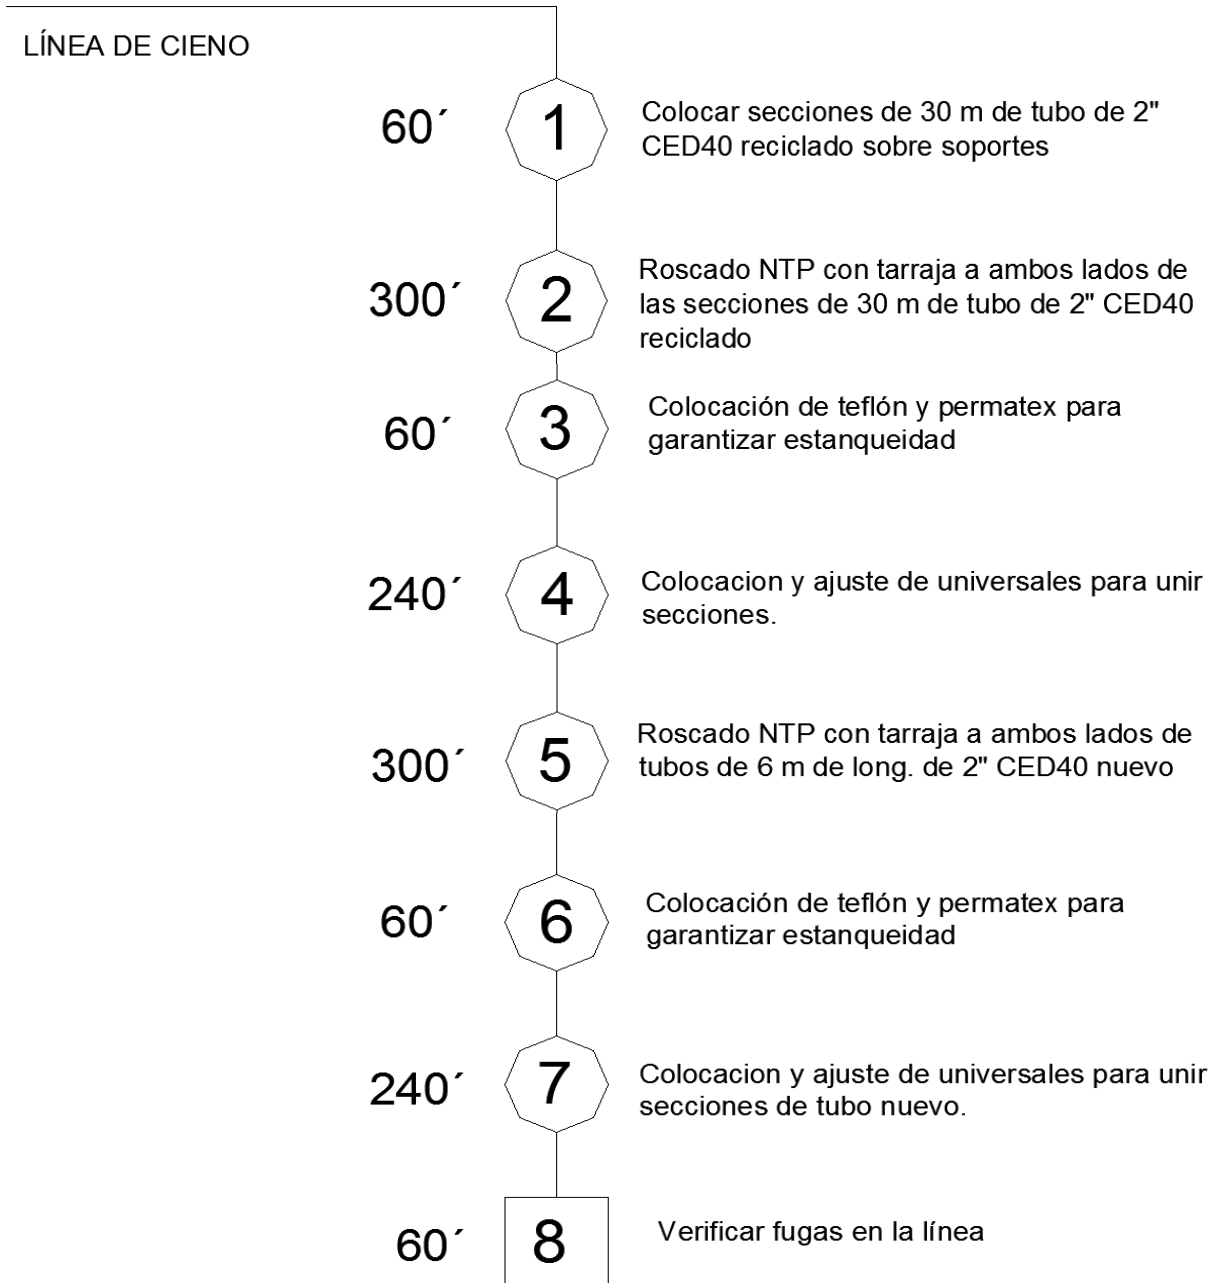 LÍNEA DE CIENO
60´
1
Colocar secciones de 30 m de tubo de 2"
CED40 reciclado sobre soportes
300´
2
Roscado NTP con tarraja a ambos lados de
las secciones de 30 m de tubo de 2" CED40
reciclado
60´
3
Colocación de teflón y permatex para
garantizar estanqueidad
240´
4
Colocacion y ajuste de universales para unir
secciones.
300´
5
Roscado NTP con tarraja a ambos lados de
tubos de 6 m de long. de 2" CED40 nuevo
60´
6
Colocación de teflón y permatex para
garantizar estanqueidad
240´
7
Colocacion y ajuste de universales para unir
secciones de tubo nuevo.
60´
8
Verificar fugas en la línea